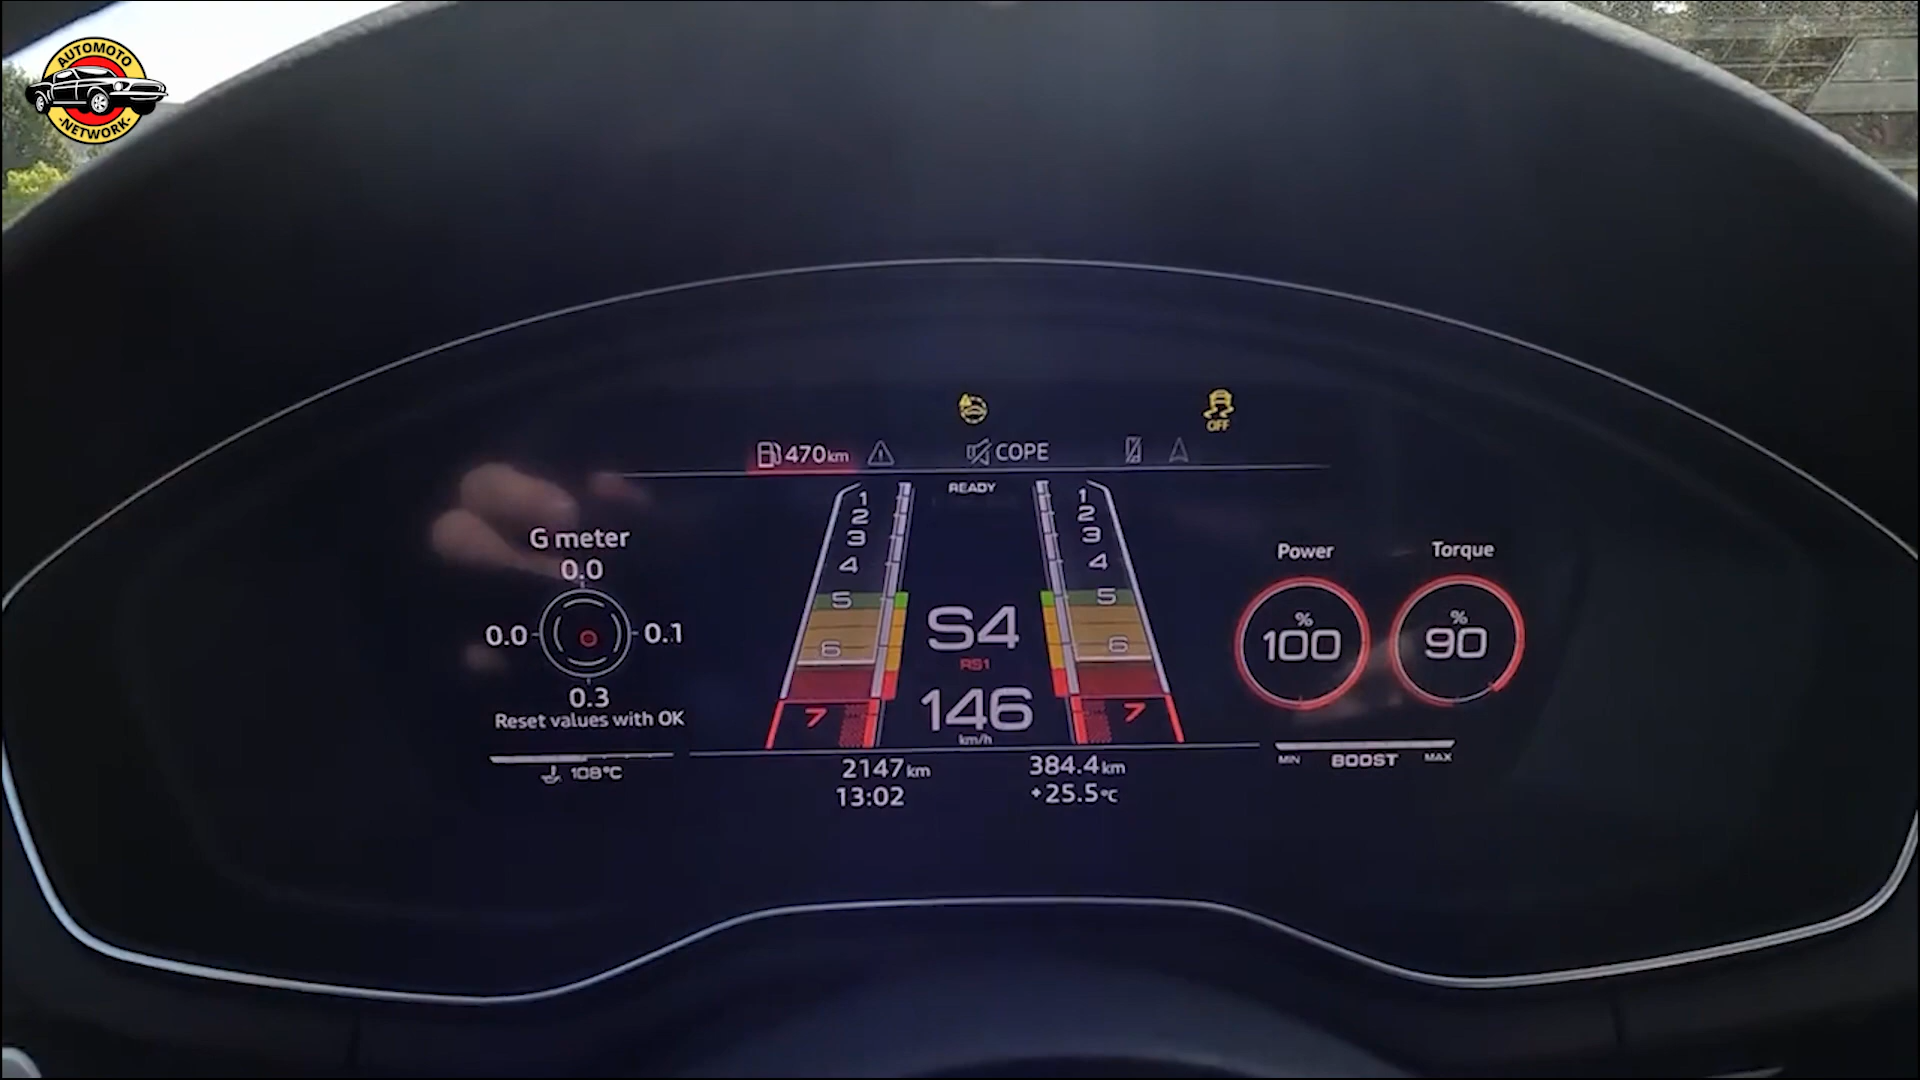 AUTOMOTO
-NETWORK-
OFF
470 km
COPE
READY
1 1
2 2
3 3
4 4
5 5
6 6
7 7
S4
RS1
146
km/h
G meter
0.0
0.0 0.1
0.3
Reset values with OK
108°C
2147 km
13:02
384.4 km
+25.5 °C
Power
%
100
Torque
%
90
MIN BOOST MAX